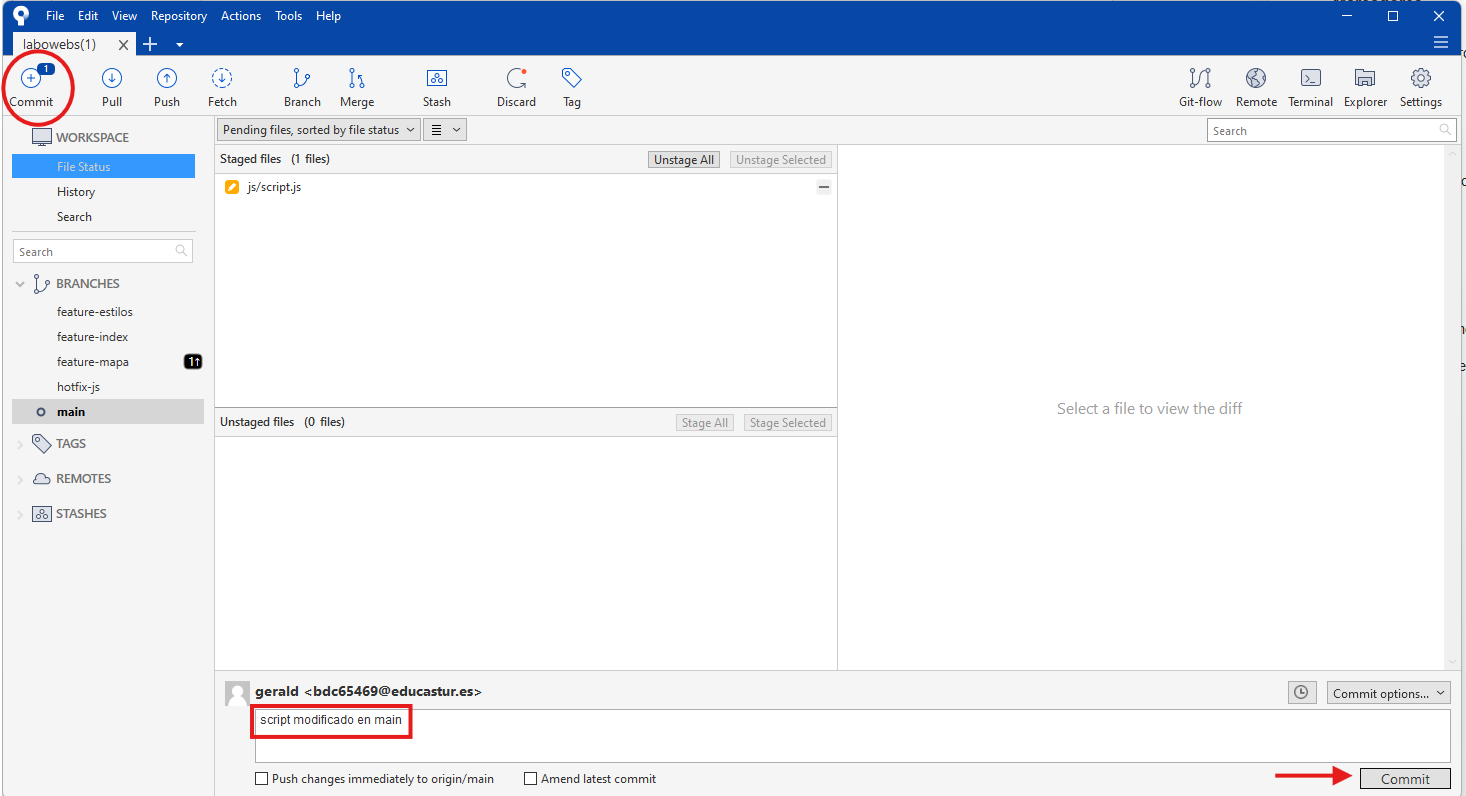 File Edit View Repository Actions Tools Help
labowebs(1)
1
Commit Pull Push Fetch Branch Merge Stash Discard Tag Git-flow Remote Terminal Explorer Settings
WORKSPACE
File Status
History
Search
Search
BRANCHES
feature-estilos
feature-index
feature-mapa 1↑
hotfix-js
main
TAGS
REMOTES
STASHES
Pending files, sorted by file status
Search
Staged files (1 files) Unstage All Unstage Selected
js/script.js
Unstaged files (0 files) Stage All Stage Selected
Select a file to view the diff
gerald <bdc65469@educastur.es>
Commit options...
script modificado en main
Push changes immediately to origin/main Amend latest commit
Commit